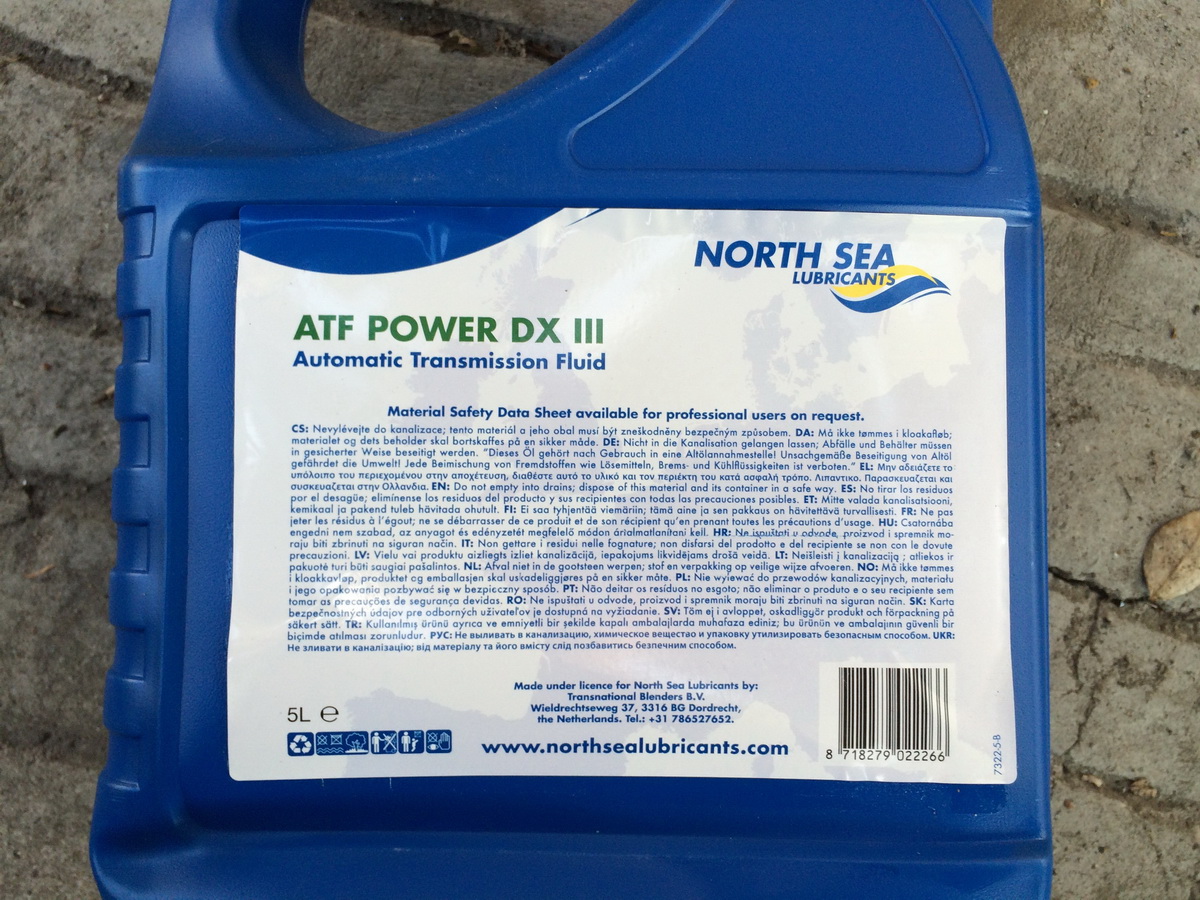 NORTH SEA
LUBRICANTS
ATF POWER DX III
Automatic Transmission Fluid
Material Safety Data Sheet available for professional users on request.
CS: Nevylévejte do kanalizace; tento materiál a jeho obal musí být zneškodněny bezpečným způsobem. DA: Må ikke tømmes i kloakafløb;
materialet og dets beholder skal bortskaffes på en sikker måde. DE: Nicht in die Kanalisation gelangen lassen; Abfälle und Behälter müssen
in gesicherter Weise beseitigt werden. "Dieses Öl gehört nach Gebrauch in eine Altölannahmestelle! Unsachgemäße Beseitigung von Altöl
gefährdet die Umwelt! Jede Beimischung von Fremdstoffen wie Lösemitteln, Brems- und Kühlflüssigkeiten ist verboten." EL: Μην αδειάζετε το
υπόλοιπο του περιεχομένου στην αποχέτευση, διαθέστε αυτό το υλικό και τον περιέκτη του κατά ασφαλή τρόπο. Λιπαντικο. Παρασκευαζεται και
συσκευαζεται στην Ολλανδια. EN: Do not empty into drains; dispose of this material and its container in a safe way. ES: No tirar los residuos
por el desagüe; elimínense los residuos del producto y sus recipientes con todas las precauciones posibles. ET: Mitte valada kanalisatsiooni,
kemikaal ja pakend tuleb hävitada ohutult. FI: Ei saa tyhjentää viemäriin; tämä aine ja sen pakkaus on hävitettävä turvallisesti. FR: Ne pas
jeter les résidus à l'égout; ne se débarrasser de ce produit et de son récipient qu'en prenant toutes les précautions d'usage. HU: Csatornába
engedni nem szabad, az anyagot és edényzetét megfelelő módon ártalmatlanítani kell. HR: Ne ispuštati u odvode, proizvod i spremnik mo-
raju biti zbrinuti na siguran način. IT: Non gettare i residui nelle fognature; non disfarsi del prodotto e del recipiente se non con le dovute
precauzioni. LV: Vielu vai produktu aizliegts izliet kanalizācijā, iepakojums likvidējams drošā veidā. LT: Neišleisti į kanalizaciją ; atliekos ir
pakuotė turi būti saugiai pašalintos. NL: Afval niet in de gootsteen werpen; stof en verpakking op veilige wijze afvoeren. NO: Må ikke tømmes
i kloakkavløp, produktet og emballasjen skal uskadeliggjøres på en sikker måte. PL: Nie wylewać do przewodów kanalizacyjnych, materiału
i jego opakowania pozbywać się w bezpieczny sposób. PT: Não deitar os resíduos no esgoto; não eliminar o produto e o seu recipiente sem
tomar as precauções de segurança devidas. RO: Ne ispuštati u odvode, proizvod i spremnik moraju biti zbrinuti na siguran način. SK: Karta
bezpečnostných údajov pre odborných uživateľov je dostupná na vyžiadanie. SV: Töm ej i avloppet, oskadliggör produkt och förpackning på
säkert sätt. TR: Kullanılmış ürünü ayrıca ve emniyetli bir şekilde kapalı ambalajlarda muhafaza ediniz; bu ürünün ve ambalajının güvenli bir
biçimde atılması zorunludur. РУС: Не выливать в канализацию, химическое вещество и упаковку утилизировать безопасным способом. UKR:
Не зливати в каналізацію; від матеріалу та його вмісту слід позбавитись безпечним способом.
Made under licence for North Sea Lubricants by:
Transnational Blenders B.V.
Wieldrechtseweg 37, 3316 BG Dordrecht,
the Netherlands. Tel.: +31 786527652.
5L ℮
www.northsealubricants.com
8 718279 022266
7322-5-B